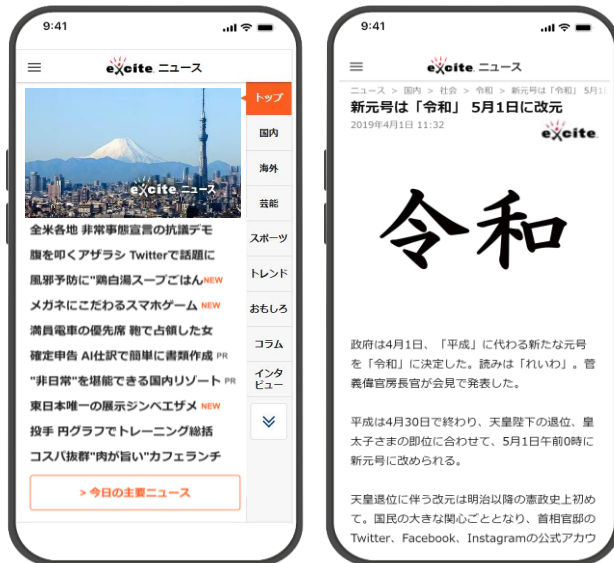 9:41
excite. ニュース
トップ
国内
海外
芸能
スポーツ
トレンド
おもしろ
コラム
インタ
ビュー
excite. ニュース
全米各地 非常事態宣言の抗議デモ
腹を叩くアザラシ Twitterで話題に
風邪予防に"鶏白湯スープごはん NEW
メガネにこだわるスマホゲーム NEW
満員電車の優先席 鞄で占領した女
確定申告 AI仕訳で簡単に書類作成 PR
"非日常"を堪能できる国内リゾート PR
東日本唯一の展示ジンベエザメ NEW
投手 円グラフでトレーニング総括
コスパ抜群"肉が旨い"カフェランチ
> 今日の主要ニュース
9:41
excite. ニュース
ニュース > 国内 > 社会 > 令和 > 新元号は「令和」 5月1
新元号は「令和」 5月1日に改元
2019年4月1日 11:32
excite.
令和
政府は4月1日、「平成」に代わる新たな元号
を「令和」に決定した。読みは「れいわ」。菅
義偉官房長官が会見で発表した。
平成は4月30日で終わり、天皇陛下の退位、皇
太子さまの即位に合わせて、5月1日午前0時に
新元号に改められる。
天皇退位に伴う改元は明治以降の憲政史上初め
て。国民の大きな関心ごととなり、首相官邸の
Twitter、Facebook、Instagramの公式アカウ